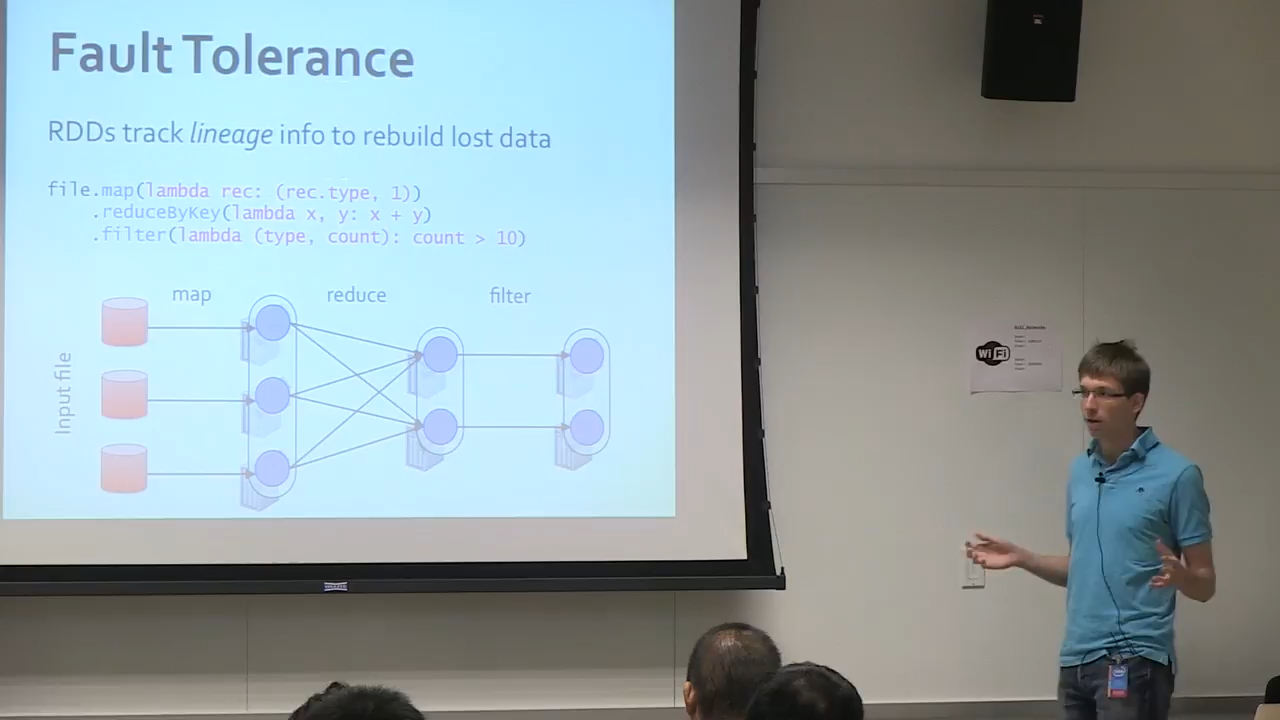 Fault Tolerance
RDDs track lineage info to rebuild lost data
file.map(lambda rec: (rec.type, 1))
.reduceByKey(lambda x, y: x + y)
.filter(lambda (type, count): count > 10)
map
reduce
filter
Input file
WiFi